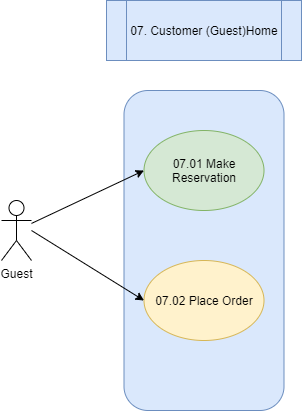 07. Customer (Guest)Home
07.01 Make
Reservation
Guest
07.02 Place Order